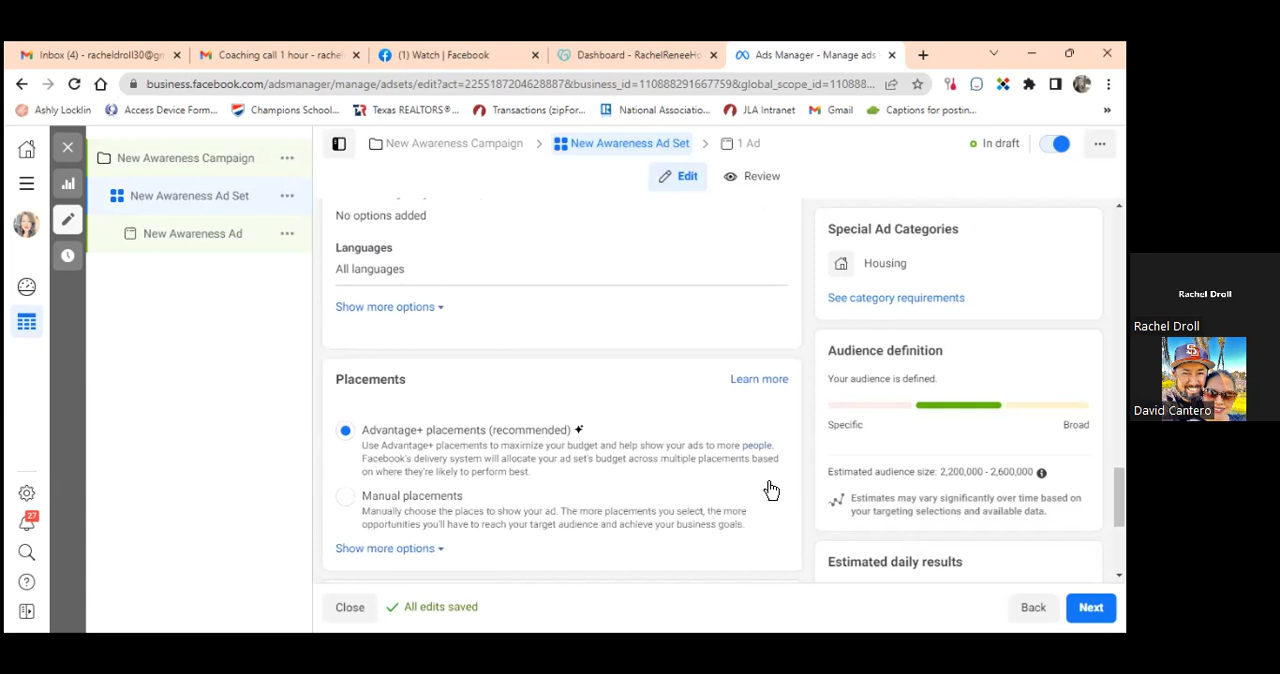 Inbox (4) - racheldroll30@gm
Coaching call 1 hour - rache
(1) Watch | Facebook
Dashboard - RachelReneeHo
Ads Manager - Manage ads
business.facebook.com/adsmanager/manage/adsets/edit?act=225518720462887&business_id=110888291667759&global_scope_id=110888...
Ashly Locklin
Access Device Form...
Champions School...
Texas REALTORS®...
Transactions (zipFor...
National Associatio...
JLA Intranet
Gmail
Captions for postin...
»
New Awareness Campaign
New Awareness Ad Set
1 Ad
In draft
Edit
Review
New Awareness Campaign
New Awareness Ad Set
New Awareness Ad
27
No options added
Languages
All languages
Show more options
Placements
Learn more
Advantage+ placements (recommended)
Use Advantage+ placements to maximize your budget and help show your ads to more people.
Facebook's delivery system will allocate your ad set's budget across multiple placements based
on where they're likely to perform best.
Manual placements
Manually choose the places to show your ad. The more placements you select, the more
opportunities you'll have to reach your target audience and achieve your business goals.
Show more options
Special Ad Categories
Housing
See category requirements
Audience definition
Your audience is defined.
Specific
Broad
Estimated audience size: 2,200,000 - 2,600,000
Estimates may vary significantly over time based on
your targeting selections and available data.
Estimated daily results
Close
All edits saved
Back
Next
Rachel Droll
Rachel Droll
David Cantero